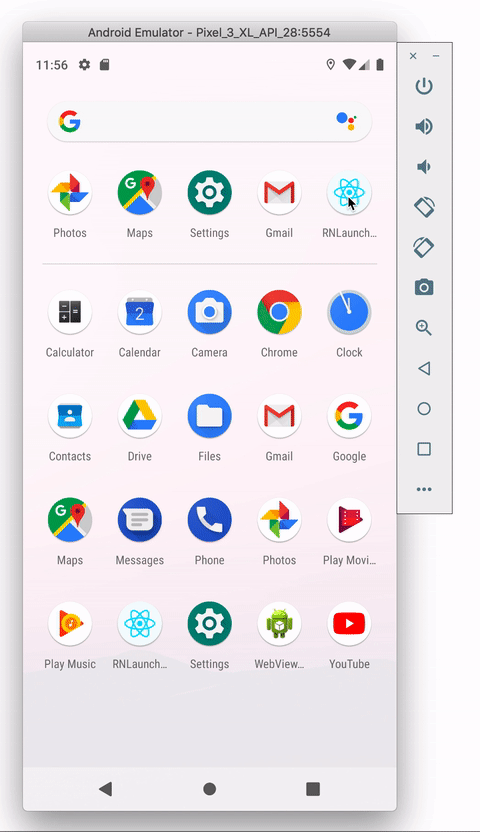 Android Emulator - Pixel_3_XL_API_28:5554
11:56
Photos Maps Settings Gmail RNLaunch...
Calculator Calendar Camera Chrome Clock
2
Contacts Drive Files Gmail Google
Maps Messages Phone Photos Play Movi...
Play Music RNLaunch... Settings WebView... YouTube